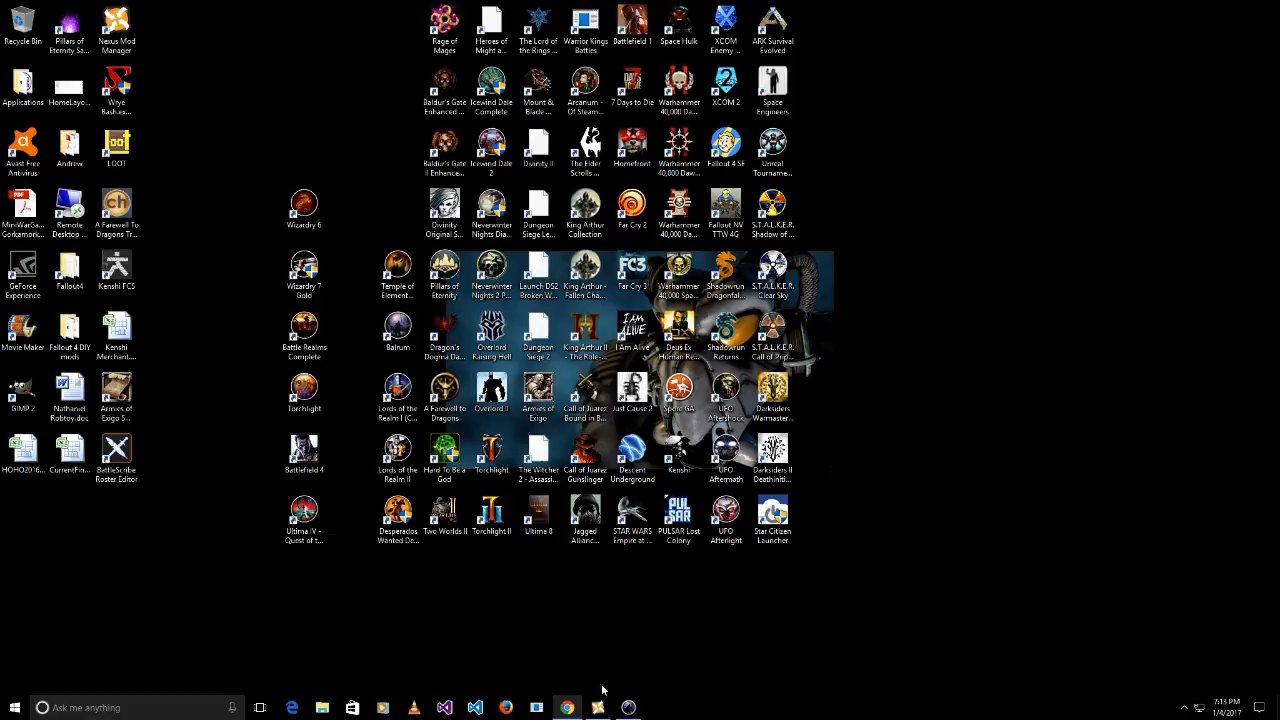 Recycle Bin
Pillars of
Eternity Sa...
Nexus Mod
Manager
Rage of
Mages
Heroes of
Might a...
The Lord of
the Rings ...
Warrior Kings
Battles
Battlefield 1
Space Hulk
XCOM
Enemy ...
ARK Survival
Evolved
Applications
HomeLayo...
Wrye
Bash.ex...
Baldur's Gate
Enhanced ...
Icewind Dale
Complete
Mount &
Blade ...
Arcanum -
Of Steam...
7 Days to Die
Warhammer
40,000 Da...
XCOM 2
Space
Engineers
Avast Free
Antivirus
Andrew
LOOT
Baldur's Gate
II Enhance...
Icewind Dale
2
Divinity II
The Elder
Scrolls ...
Homefront
Warhammer
40,000 Daw...
Fallout 4 SE
Unreal
Tourname...
PDF
MiniWarGa...
Gorkamork...
Remote
Desktop ...
A Farewell To
Dragons Tr...
Wizardry 6
Divinity
Original S...
Neverwinter
Nights Dia...
Dungeon
Siege Le...
King Arthur
Collection
Far Cry 2
Warhammer
40,000 Da...
Fallout NV
TTW 4G
S.T.A.L.K.E.R.
Shadow of ...
GeForce
Experience
Fallout4
Kenshi FCS
Wizardry 7
Gold
Temple of
Element...
Pillars of
Eternity
Neverwinter
Nights 2 P...
Launch DS2
Broken W...
King Arthur -
Fallen Cha...
FC3
Far Cry 3
Warhammer
40,000 Spa...
Shadowrun
Dragonfal...
S.T.A.L.K.E.R.
Clear Sky
Movie Maker
Fallout 4 DIY
mods
Kenshi
Merchant...
Battle Realms
Complete
Balrum
Dragon's
Dogma Da...
Overlord
Raising Hell
Dungeon
Siege 2
King Arthur II
- The Role-...
I AM
ALIVE
I Am Alive
Deus Ex
Human Re...
Shadowrun
Returns
S.T.A.L.K.E.R.
Call of Prip...
GIMP 2
Nathaniel
Robtoy.doc
Armies of
Exigo S...
Torchlight
Lords of the
Realm I (C...
A Farewell to
Dragons
Overlord II
Armies of
Exigo
Call of Juarez
Bound in B...
Just Cause 2
Spore GA
UFO
Aftershock
Darksiders
Warmaster...
HOHO2016...
CurrentFin...
BattleScribe
Roster Editor
Battlefield 4
Lords of the
Realm II
Hard To Be a
God
Torchlight
The Witcher
2 - Assassi...
Call of Juarez
Gunslinger
Descent
Underground
Kenshi
UFO
Aftermath
Darksiders II
Deathiniti...
Ultima IV -
Quest of t...
Desperados
Wanted De...
Two Worlds II
Torchlight II
Ultima 8
Jagged
Allianc...
STAR WARS
Empire at ...
PULSAR
PULSAR Lost
Colony
UFO
Afterlight
Star Citizen
Launcher
Ask me anything
7:13 PM
1/4/2017